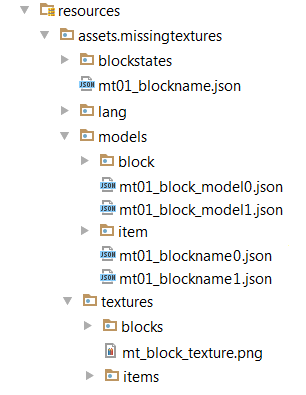 resources
assets.missingtextures
blockstates
mt01_blockname.json
lang
models
block
mt01_block_model0.json
mt01_block_model1.json
item
mt01_blockname0.json
mt01_blockname1.json
textures
blocks
mt_block_texture.png
items